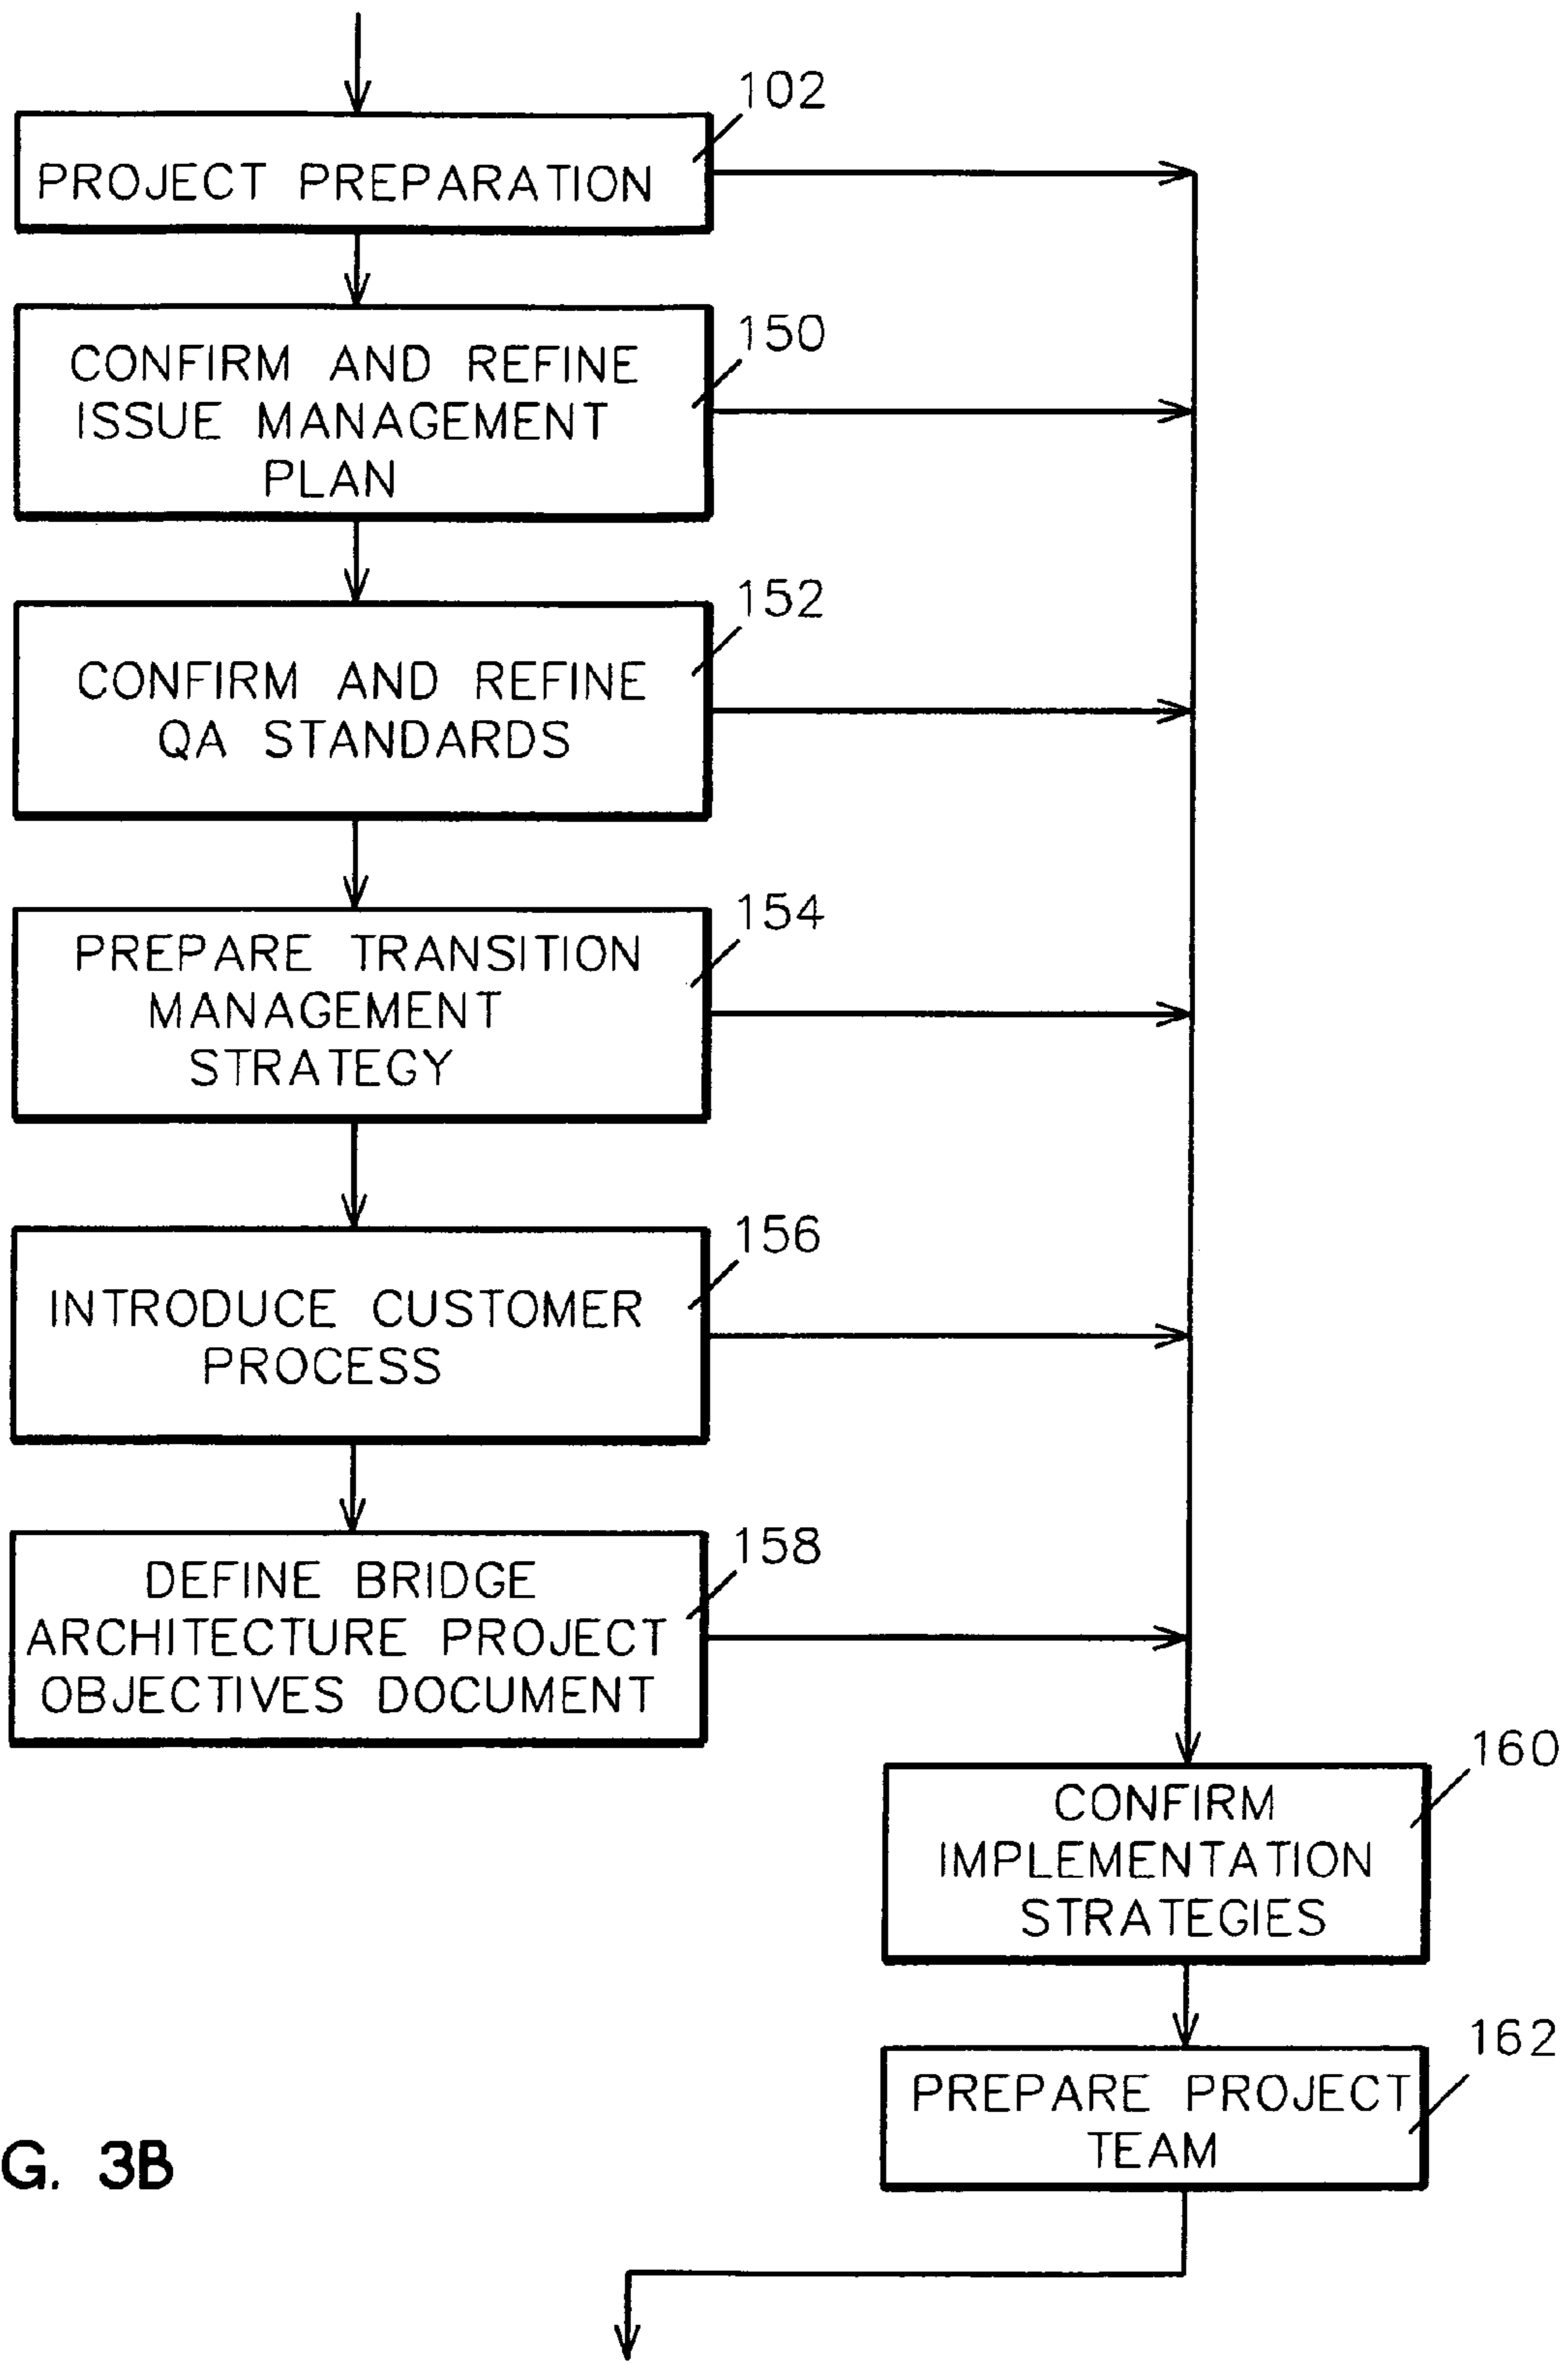 102
PROJECT PREPARATION
150
CONFIRM AND REFINE
ISSUE MANAGEMENT
PLAN
152
CONFIRM AND REFINE
QA STANDARDS
154
PREPARE TRANSITION
MANAGEMENT
STRATEGY
156
INTRODUCE CUSTOMER
PROCESS
158
DEFINE BRIDGE
ARCHITECTURE PROJECT
OBJECTIVES DOCUMENT
160
CONFIRM
IMPLEMENTATION
STRATEGIES
162
PREPARE PROJECT
TEAM
G. 3B